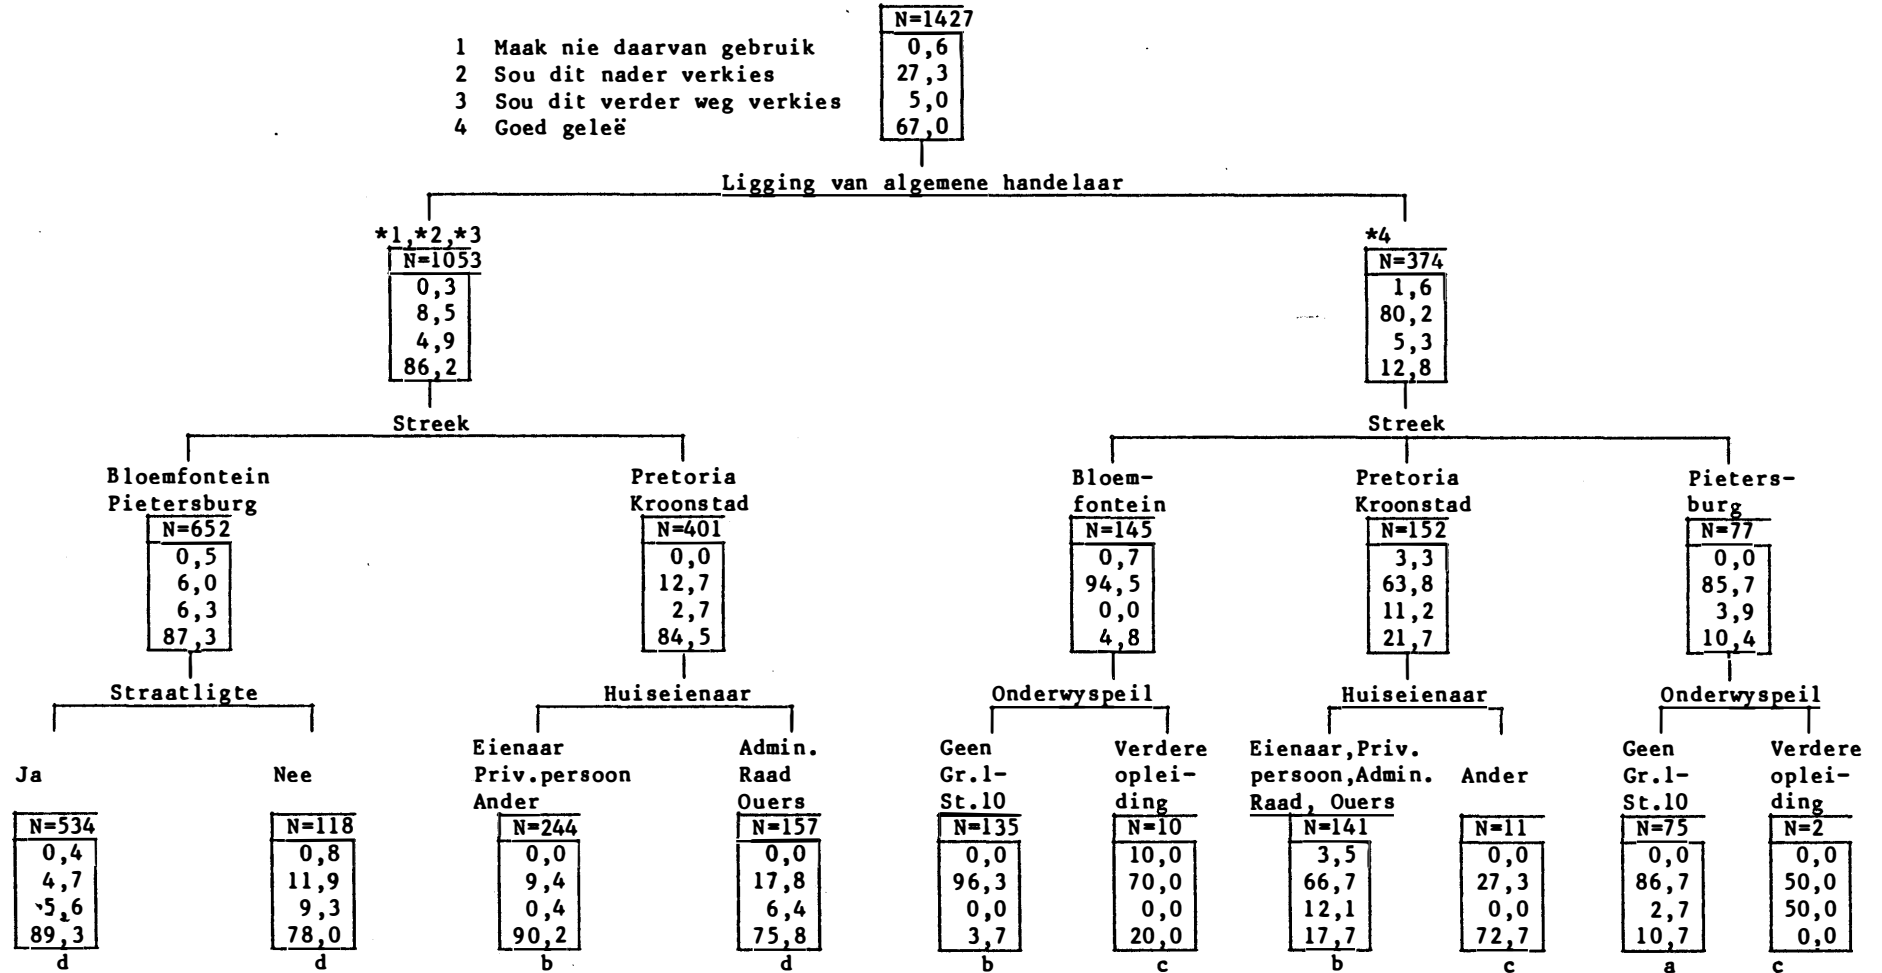 N=1427
1 Maak nie daarvan gebruik 0,6
2 Sou dit nader verkies 27,3
3 Sou dit verder weg verkies 5,0
4 Goed geleë 67,0
Ligging van algemene handelaar
*1,*2,*3 *4
N=1053 N=374
0,3 1,6
8,5 80,2
4,9 5,3
86,2 12,8
Streek Streek
Bloemfontein Pretoria Bloem- Pretoria Pieters-
Pietersburg Kroonstad fontein Kroonstad burg
N=652 N=401 N=145 N=152 N=77
0,5 0,0 0,7 3,3 0,0
6,0 12,7 94,5 63,8 85,7
6,3 2,7 0,0 11,2 3,9
87,3 84,5 4,8 21,7 10,4
Straatligte Huiseienaar Onderwyspeil Huiseienaar Onderwyspeil
Eienaar Admin. Geen Verdere Eienaar,Priv. Geen Verdere
Ja Nee Priv.persoon Raad Gr.1- oplei- persoon,Admin. Ander Gr.1- oplei-
Ander Ouers St.10 ding Raad, Ouers St.10 ding
N=534 N=118 N=244 N=157 N=135 N=10 N=141 N=11 N=75 N=2
0,4 0,8 0,0 0,0 0,0 10,0 3,5 0,0 0,0 0,0
4,7 11,9 9,4 17,8 96,3 70,0 66,7 27,3 86,7 50,0
5,6 9,3 0,4 6,4 0,0 0,0 12,1 0,0 2,7 50,0
89,3 78,0 90,2 75,8 3,7 20,0 17,7 72,7 10,7 0,0
d d b d b c b c a c